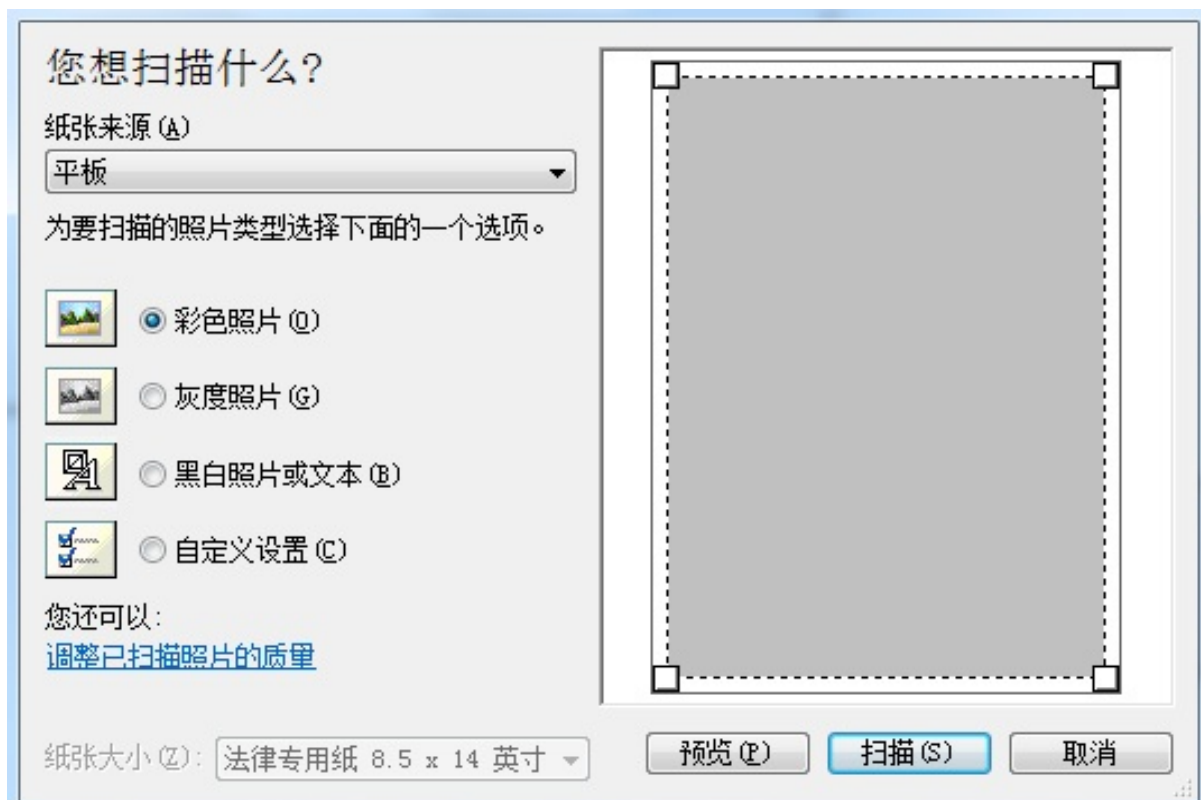 您想扫描什么?
纸张来源(A)
平板
为要扫描的照片类型选择下面的一个选项。
彩色照片(O)
灰度照片(G)
黑白照片或文本(B)
自定义设置(C)
您还可以:
调整已扫描照片的质量
纸张大小(Z): 法律专用纸 8.5 x 14 英寸
预览(P) 扫描(S) 取消